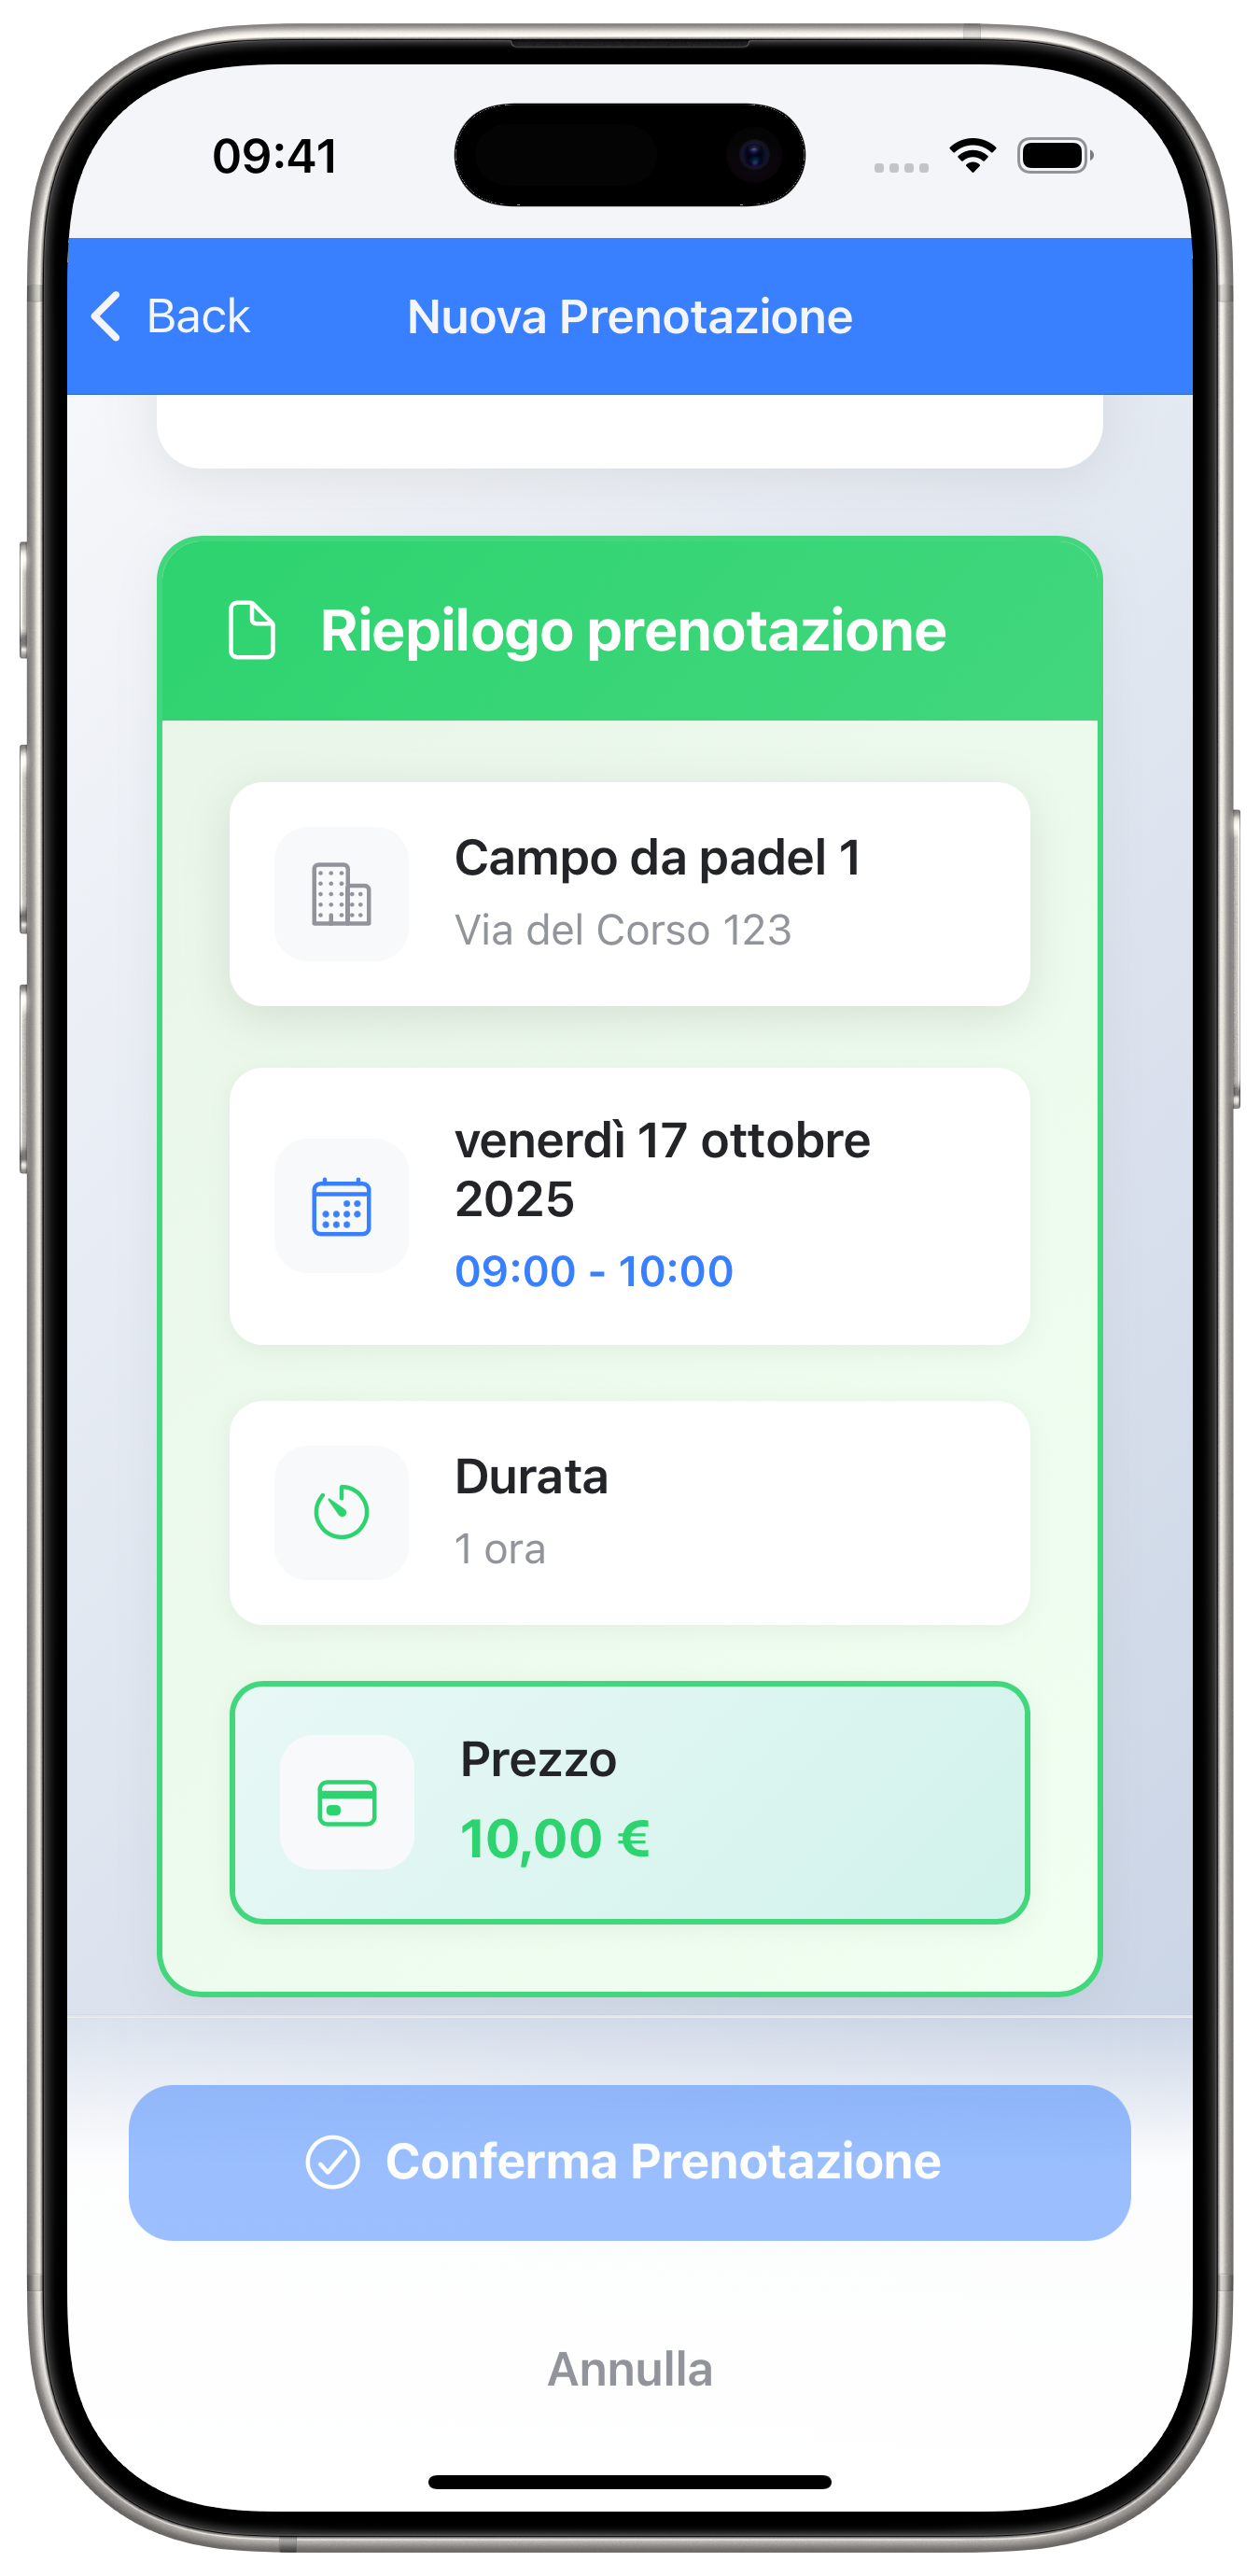 09:41
Back
Nuova Prenotazione
Riepilogo prenotazione
Campo da padel 1
Via del Corso 123
venerdì 17 ottobre
2025
09:00 - 10:00
Durata
1 ora
Prezzo
10,00 €
Conferma Prenotazione
Annulla